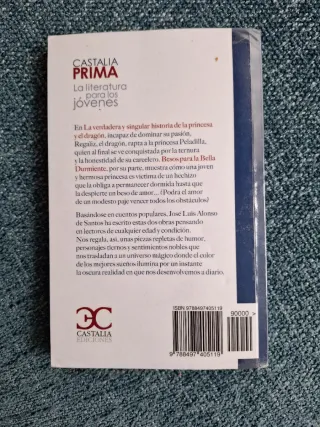 CASTALIA
PRIMA
La literatura
para los
jóvenes
En La verdadera y singular historia de la princesa
y el dragón, incapaz de dominar su pasión,
Regaliz, el dragón, rapta a la princesa Peladilla,
quien al final se ve conquistada por la ternura
y la honestidad de su carcelero. Besos para la Bella
Durmiente, por su parte, muestra cómo una joven
y hermosa princesa es víctima de un hechizo
que la obliga a permanecer dormida hasta que
la despierte en beso de amor... ¿Podrá el amor
de un modesto paje vencer todos los obstáculos?
Basándose en cuentos populares, José Luis Alonso
de Santos ha escrito estas dos obras pensando
en lectores de cualquier edad y condición.
Nos regala, así, unas piezas repletas de humor,
personajes tiernos y sentimientos nobles que
nos trasladan a un universo mágico donde el color
de los mejores sueños ilumina por un instante
la oscura realidad en que nos desenvolvemos a diario.
CASTALIA
EDICIONES
ISBN: 9788497405119
90000 >
9 788497 405119